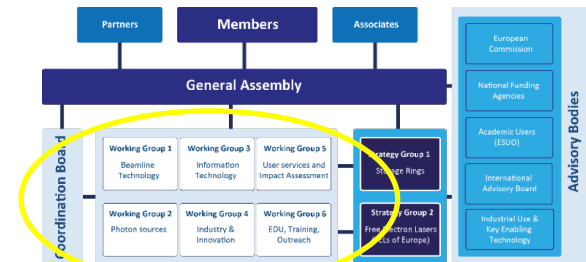 Partners
Members
Associates
General Assembly
Coordination Board
Working Group 1
Beamline
Technology
Working Group 3
Information
Technology
Working Group 5
User services and
Impact Assessment
Working Group 2
Photon sources
Working Group 4
Industry &
Innovation
Working Group 6
EDU, Training,
Outreach
Strategy Group 1
Storage Rings
Strategy Group 2
Free Electron Lasers
(FELs of Europe)
European
Commission
National Funding
Agencies
Academic Users
(ESUO)
International
Advisory Board
Industrial Use &
Key Enabling
Technology
Advisory Bodies